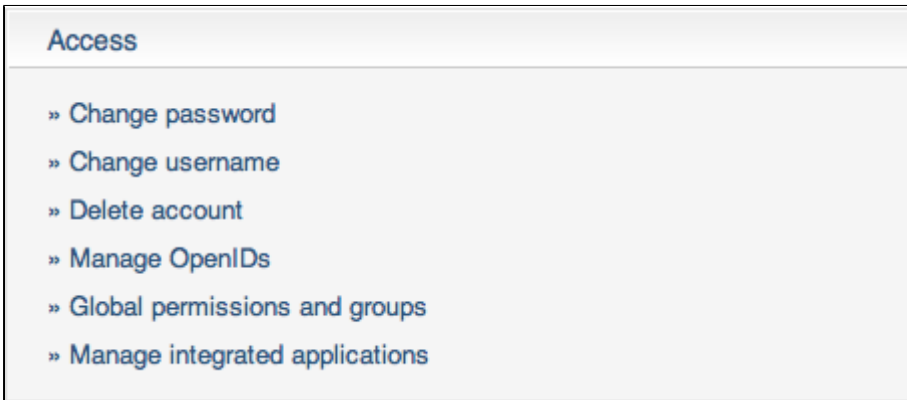 Access
» Change password
» Change username
» Delete account
» Manage OpenIDs
» Global permissions and groups
» Manage integrated applications